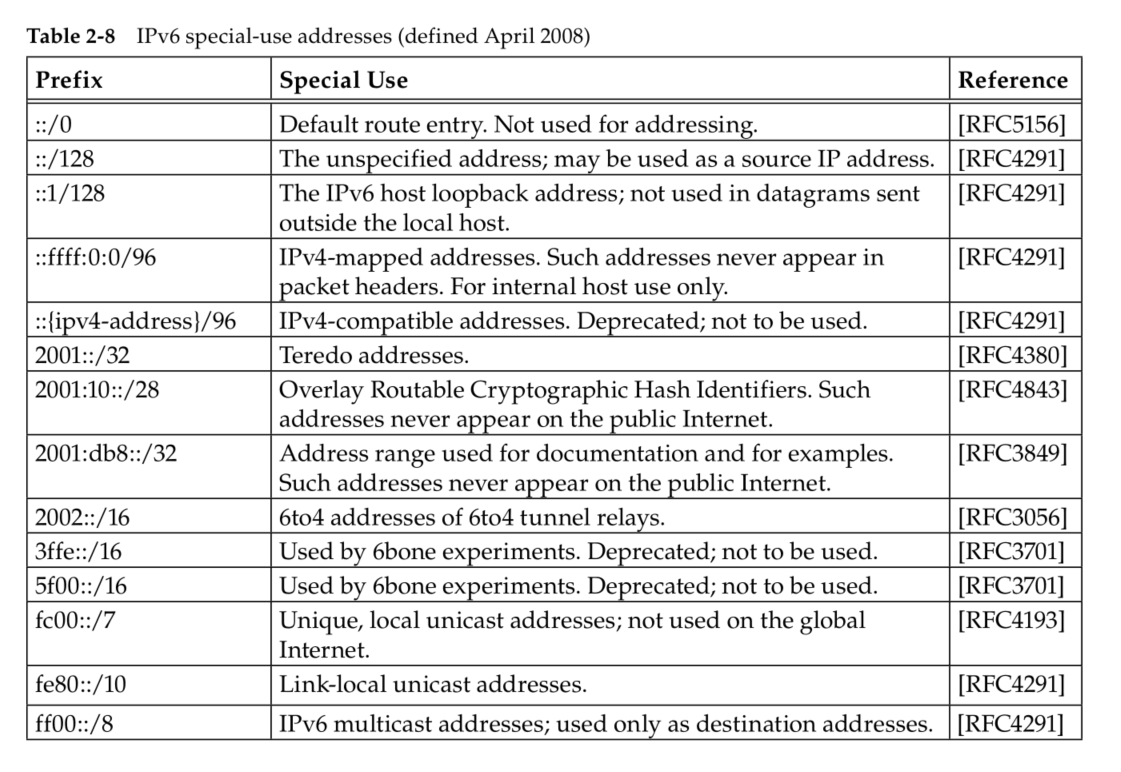 Table 2-8 IPv6 special-use addresses (defined April 2008)
Prefix Special Use Reference
::/0 Default route entry. Not used for addressing. [RFC5156]
::/128 The unspecified address; may be used as a source IP address. [RFC4291]
::1/128 The IPv6 host loopback address; not used in datagrams sent [RFC4291]
outside the local host.
::ffff:0:0/96 IPv4-mapped addresses. Such addresses never appear in [RFC4291]
packet headers. For internal host use only.
::{ipv4-address}/96 IPv4-compatible addresses. Deprecated; not to be used. [RFC4291]
2001::/32 Teredo addresses. [RFC4380]
2001:10::/28 Overlay Routable Cryptographic Hash Identifiers. Such [RFC4843]
addresses never appear on the public Internet.
2001:db8::/32 Address range used for documentation and for examples. [RFC3849]
Such addresses never appear on the public Internet.
2002::/16 6to4 addresses of 6to4 tunnel relays. [RFC3056]
3ffe::/16 Used by 6bone experiments. Deprecated; not to be used. [RFC3701]
5f00::/16 Used by 6bone experiments. Deprecated; not to be used. [RFC3701]
fc00::/7 Unique, local unicast addresses; not used on the global [RFC4193]
Internet.
fe80::/10 Link-local unicast addresses. [RFC4291]
ff00::/8 IPv6 multicast addresses; used only as destination addresses. [RFC4291]